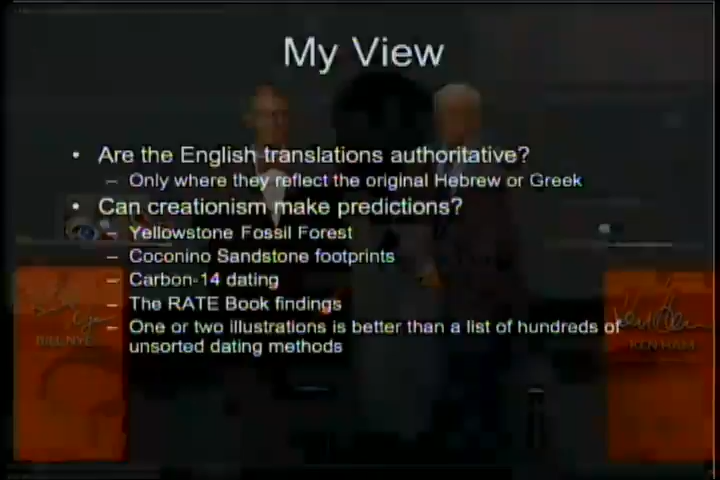 My View
• Are the English translations authoritative?
– Only where they reflect the original Hebrew or Greek
• Can creationism make predictions?
– Yellowstone Fossil Forest
– Coconino Sandstone footprints
– Carbon-14 dating
– The RATE Book findings
– One or two illustrations is better than a list of hundreds of
unsorted dating methods
BILL NYE
KEN HAM